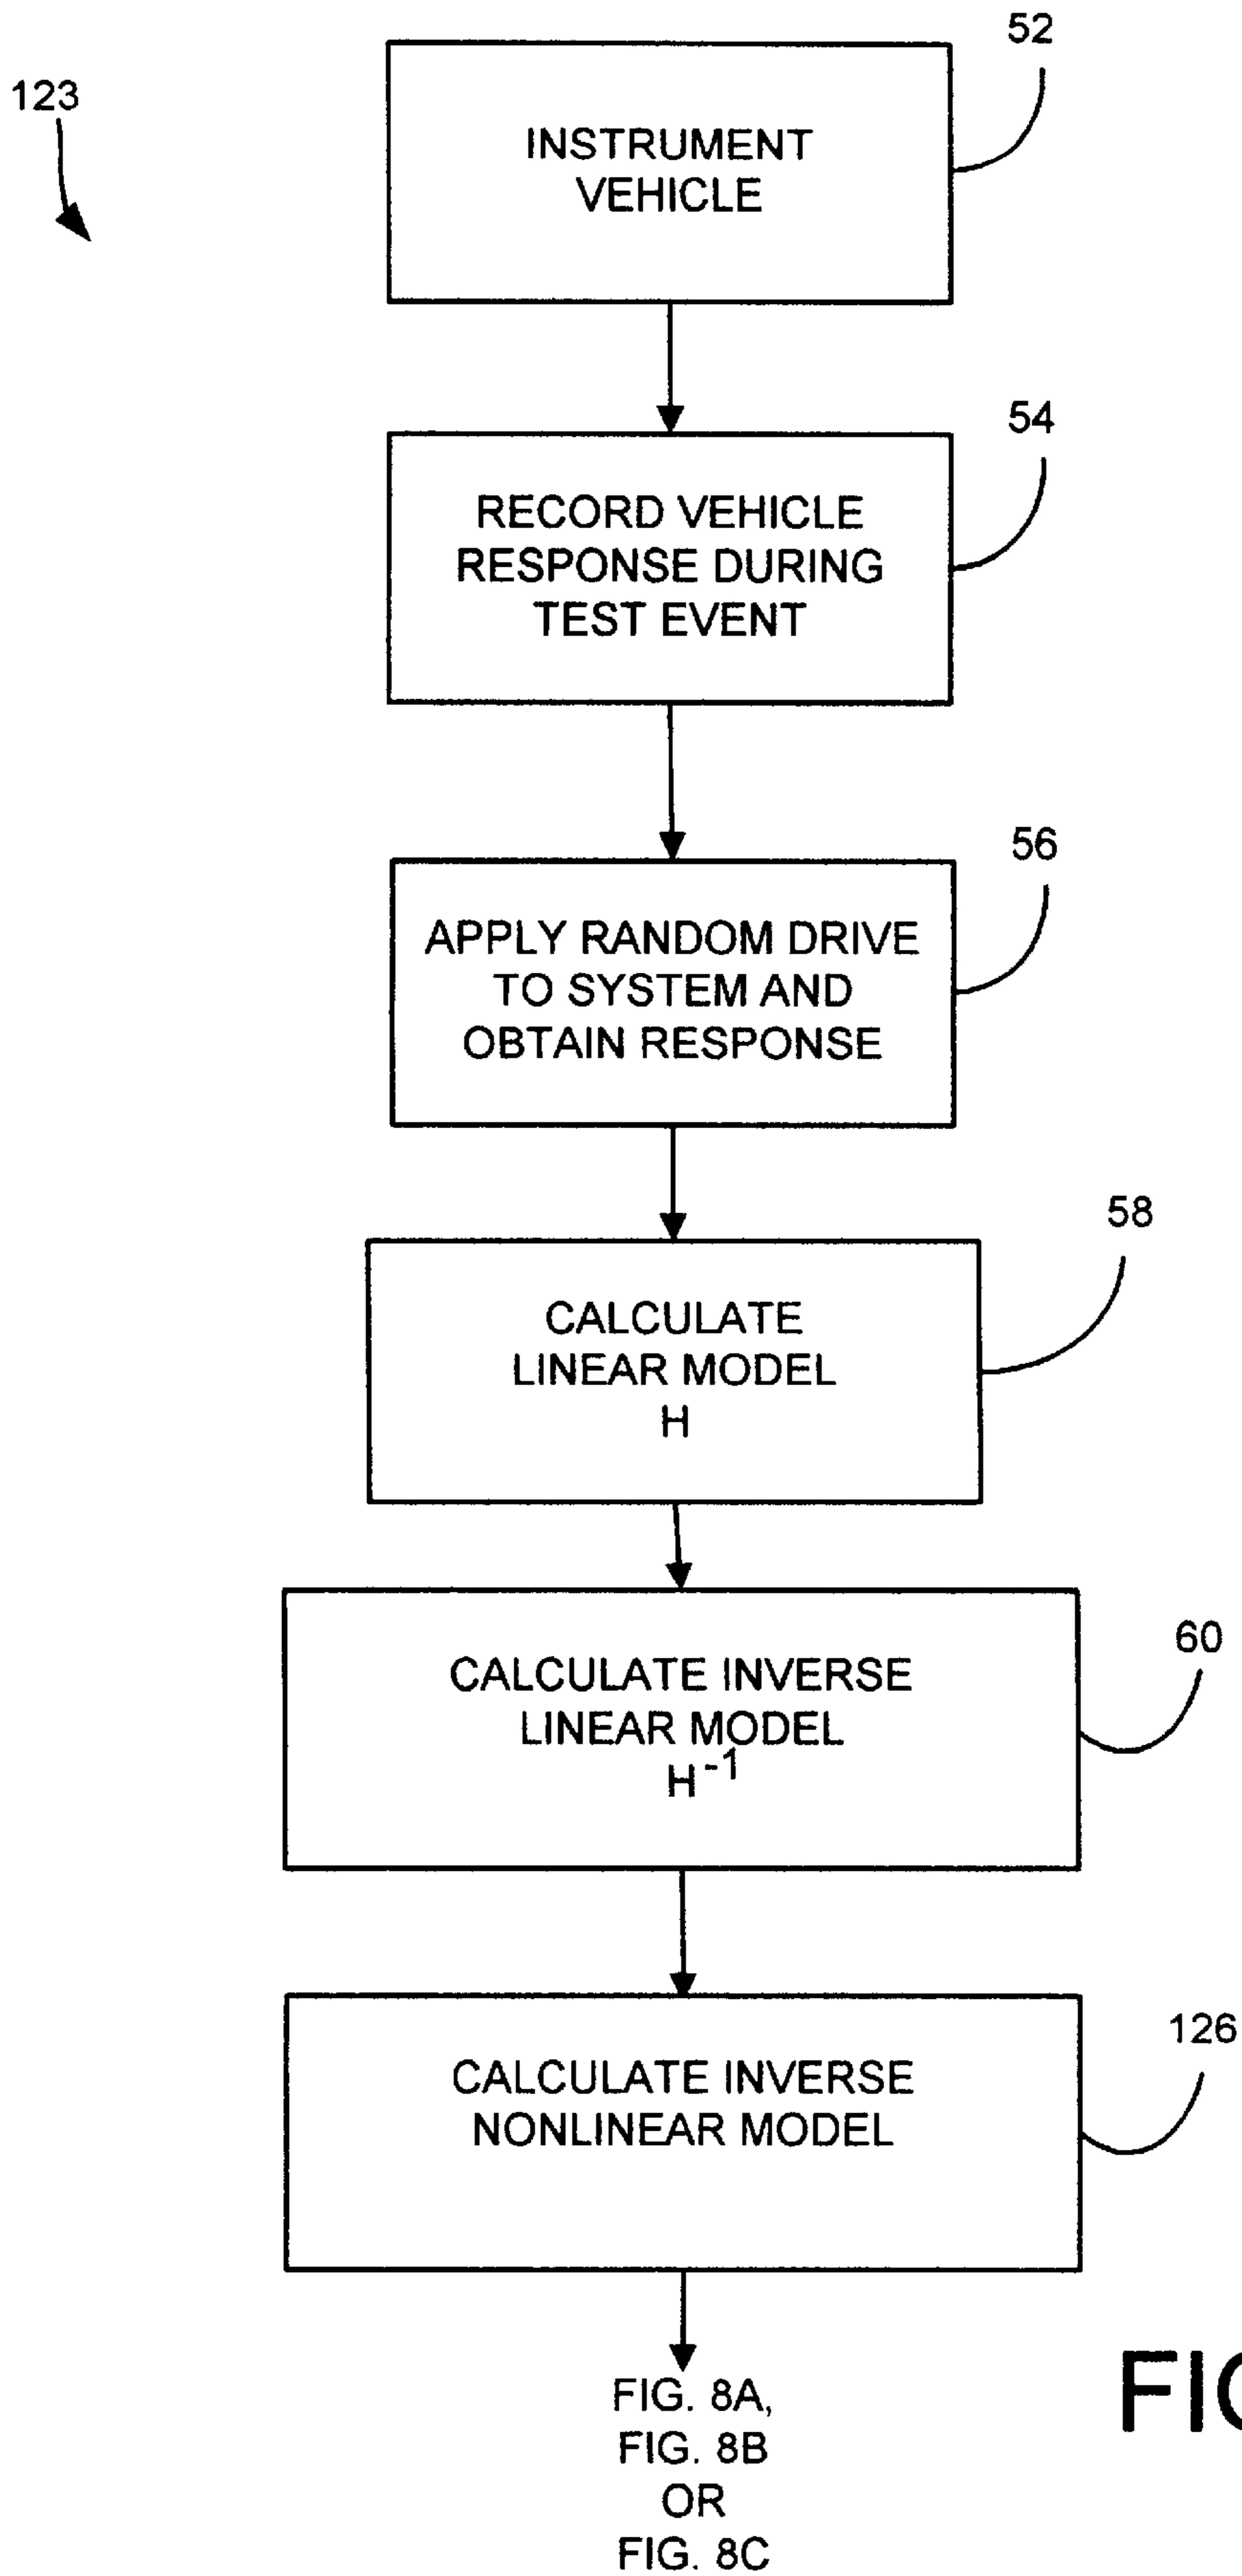 123
52
INSTRUMENT
VEHICLE
54
RECORD VEHICLE
RESPONSE DURING
TEST EVENT
56
APPLY RANDOM DRIVE
TO SYSTEM AND
OBTAIN RESPONSE
58
CALCULATE
LINEAR MODEL
H
60
CALCULATE INVERSE
LINEAR MODEL
H⁻¹
126
CALCULATE INVERSE
NONLINEAR MODEL
FIG. 8A,
FIG. 8B
OR
FIG. 8C